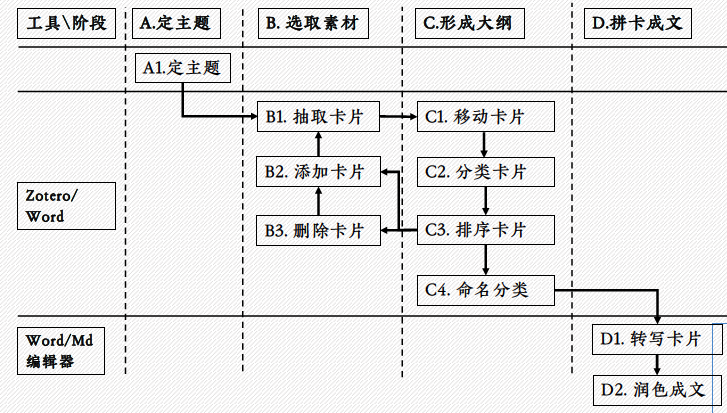 工具\阶段
A.定主题
B. 选取素材
C.形成大纲
D.拼卡成文
A1.定主题
B1. 抽取卡片
C1. 移动卡片
B2. 添加卡片
C2. 分类卡片
Zotero/
Word
B3. 删除卡片
C3. 排序卡片
C4. 命名分类
Word/Md
编辑器
D1. 转写卡片
D2. 润色成文